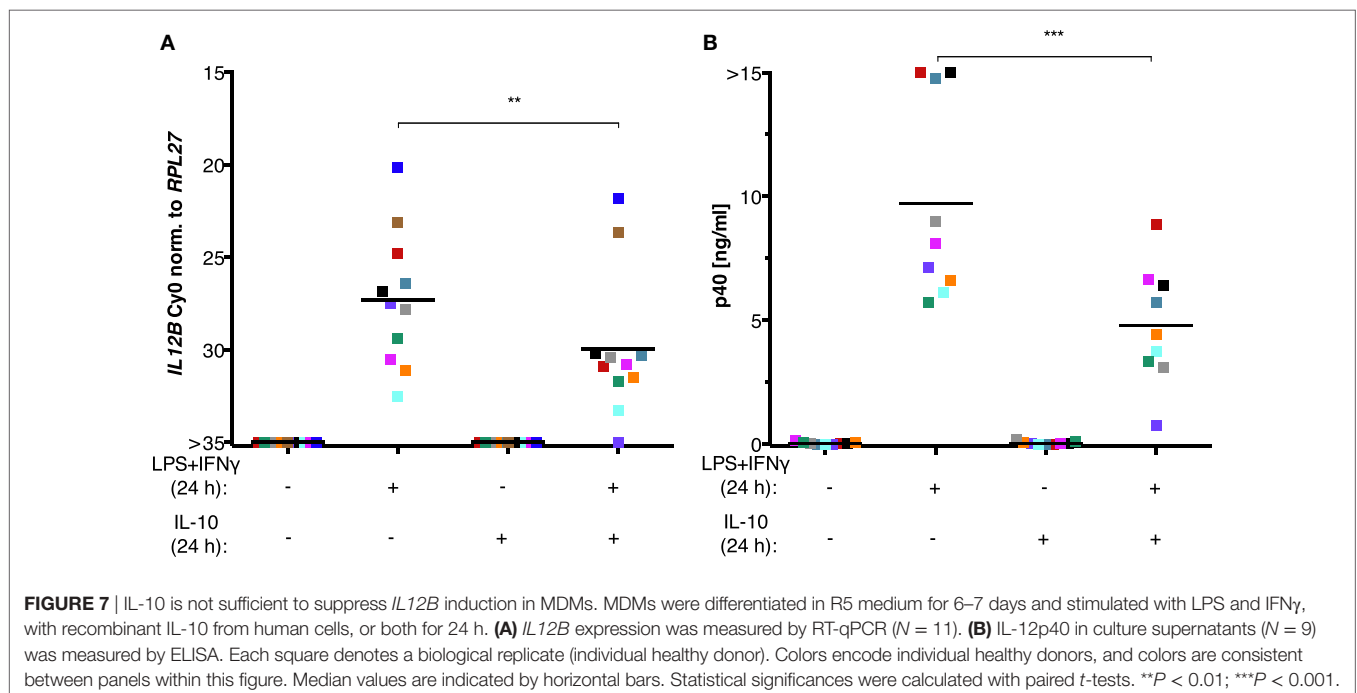 A
15
20
25
30
>35
IL12B Cy0 norm. to RPL27
**
LPS+IFNγ
(24 h):
- + - +
IL-10
(24 h):
- - + +
B
>15
10
5
0
p40 [ng/ml]
***
LPS+IFNγ
(24 h):
- + - +
IL-10
(24 h):
- - + +
FIGURE 7 | IL-10 is not sufficient to suppress IL12B induction in MDMs. MDMs were differentiated in R5 medium for 6–7 days and stimulated with LPS and IFNγ,
with recombinant IL-10 from human cells, or both for 24 h. (A) IL12B expression was measured by RT-qPCR (N = 11). (B) IL-12p40 in culture supernatants (N = 9)
was measured by ELISA. Each square denotes a biological replicate (individual healthy donor). Colors encode individual healthy donors, and colors are consistent
between panels within this figure. Median values are indicated by horizontal bars. Statistical significances were calculated with paired t-tests. **P < 0.01; ***P < 0.001.